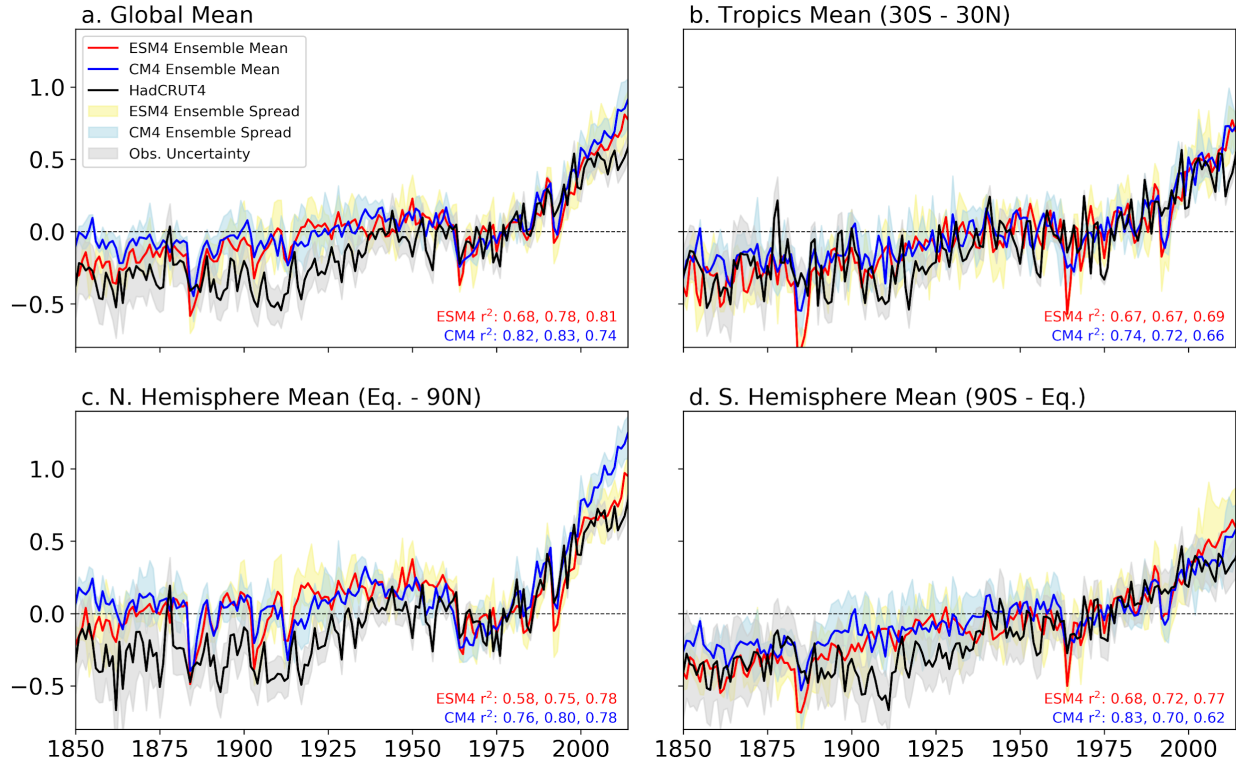 a. Global Mean
ESM4 Ensemble Mean
CM4 Ensemble Mean
HadCRUT4
ESM4 Ensemble Spread
CM4 Ensemble Spread
Obs. Uncertainty
1.0
0.5
0.0
−0.5
ESM4 r²: 0.68, 0.78, 0.81
CM4 r²: 0.82, 0.83, 0.74
b. Tropics Mean (30S - 30N)
ESM4 r²: 0.67, 0.67, 0.69
CM4 r²: 0.74, 0.72, 0.66
c. N. Hemisphere Mean (Eq. - 90N)
1.0
0.5
0.0
−0.5
ESM4 r²: 0.58, 0.75, 0.78
CM4 r²: 0.76, 0.80, 0.78
1850 1875 1900 1925 1950 1975 2000
d. S. Hemisphere Mean (90S - Eq.)
ESM4 r²: 0.68, 0.72, 0.77
CM4 r²: 0.83, 0.70, 0.62
1850 1875 1900 1925 1950 1975 2000